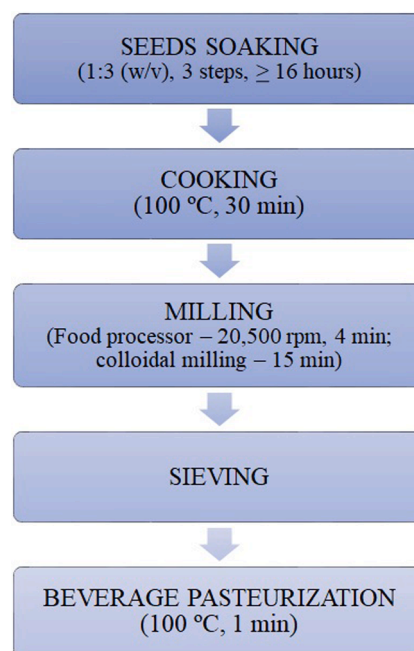 SEEDS SOAKING
(1:3 (w/v), 3 steps, ≥ 16 hours)
COOKING
(100 ºC, 30 min)
MILLING
(Food processor – 20,500 rpm, 4 min;
colloidal milling – 15 min)
SIEVING
BEVERAGE PASTEURIZATION
(100 ºC, 1 min)